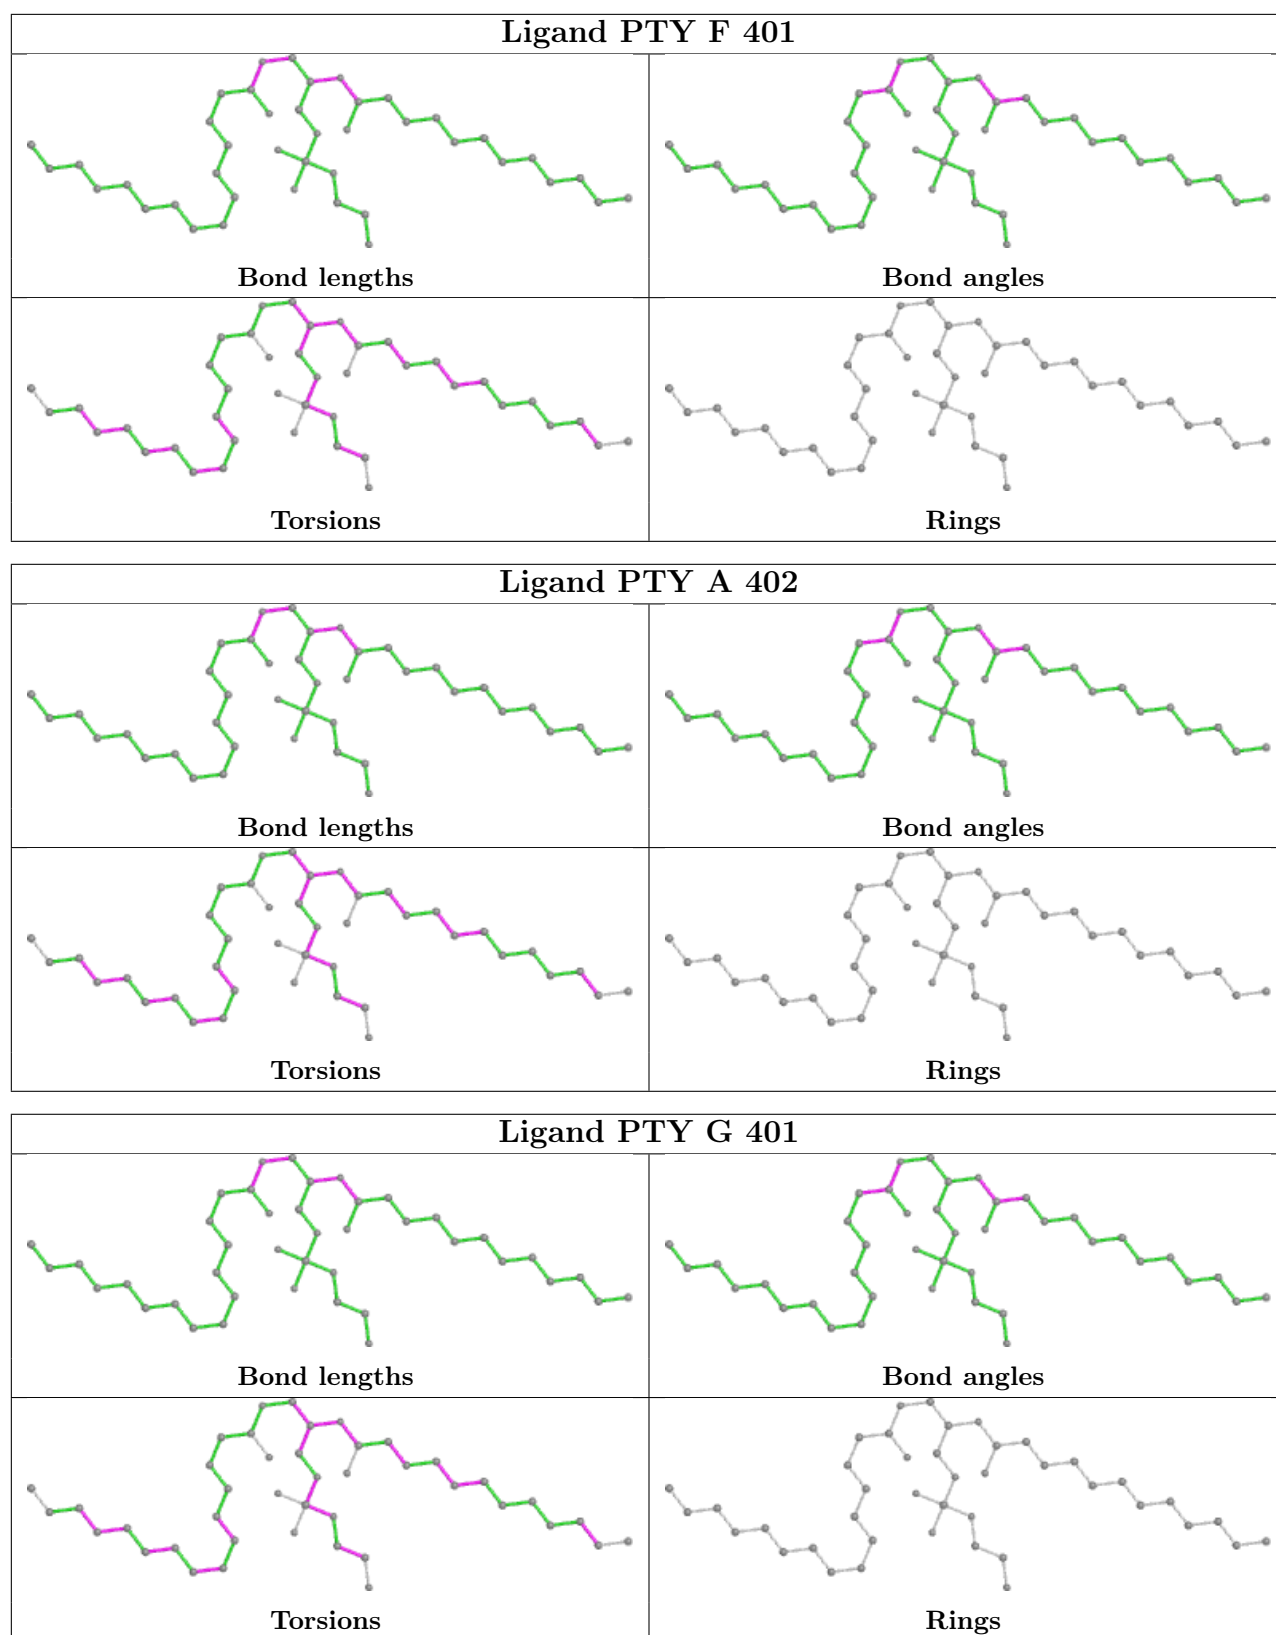 Ligand PTY F 401
Bond lengths
Bond angles
Torsions
Rings
Ligand PTY A 402
Bond lengths
Bond angles
Torsions
Rings
Ligand PTY G 401
Bond lengths
Bond angles
Torsions
Rings